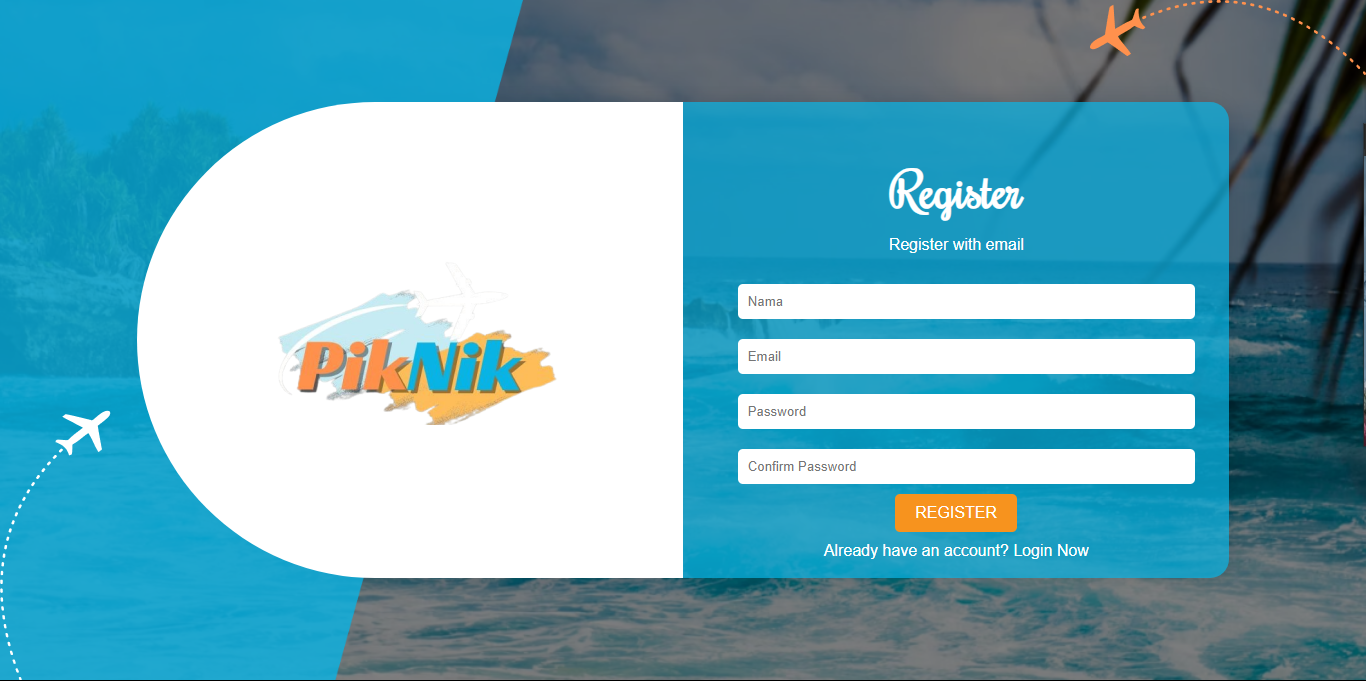 PikNik
Register
Register with email
Nama
Email
Password
Confirm Password
REGISTER
Already have an account? Login Now